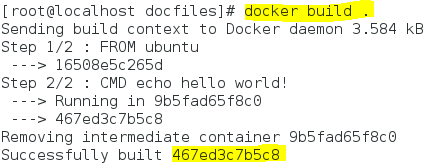 [root@localhost docfiles]# docker build .
Sending build context to Docker daemon 3.584 kB
Step 1/2 : FROM ubuntu
 ---> 16508e5c265d
Step 2/2 : CMD echo hello world!
 ---> Running in 9b5fad65f8c0
 ---> 467ed3c7b5c8
Removing intermediate container 9b5fad65f8c0
Successfully built 467ed3c7b5c8